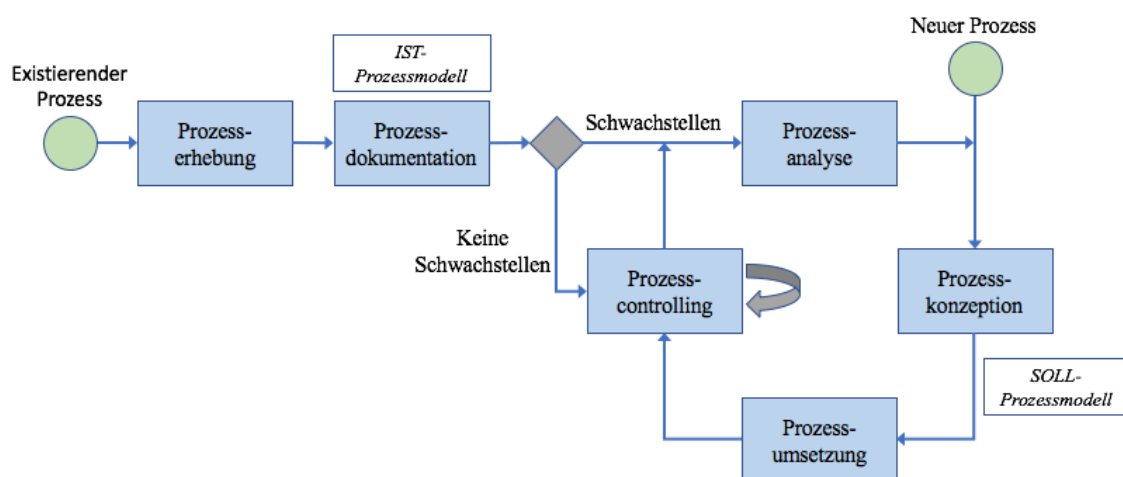 Neuer Prozess
IST-
Prozessmodell
Existierender
Prozess
Prozess-
erhebung
Prozess-
dokumentation
Schwachstellen
Prozess-
analyse
Keine
Schwachstellen
Prozess-
controlling
Prozess-
konzeption
SOLL-
Prozessmodell
Prozess-
umsetzung